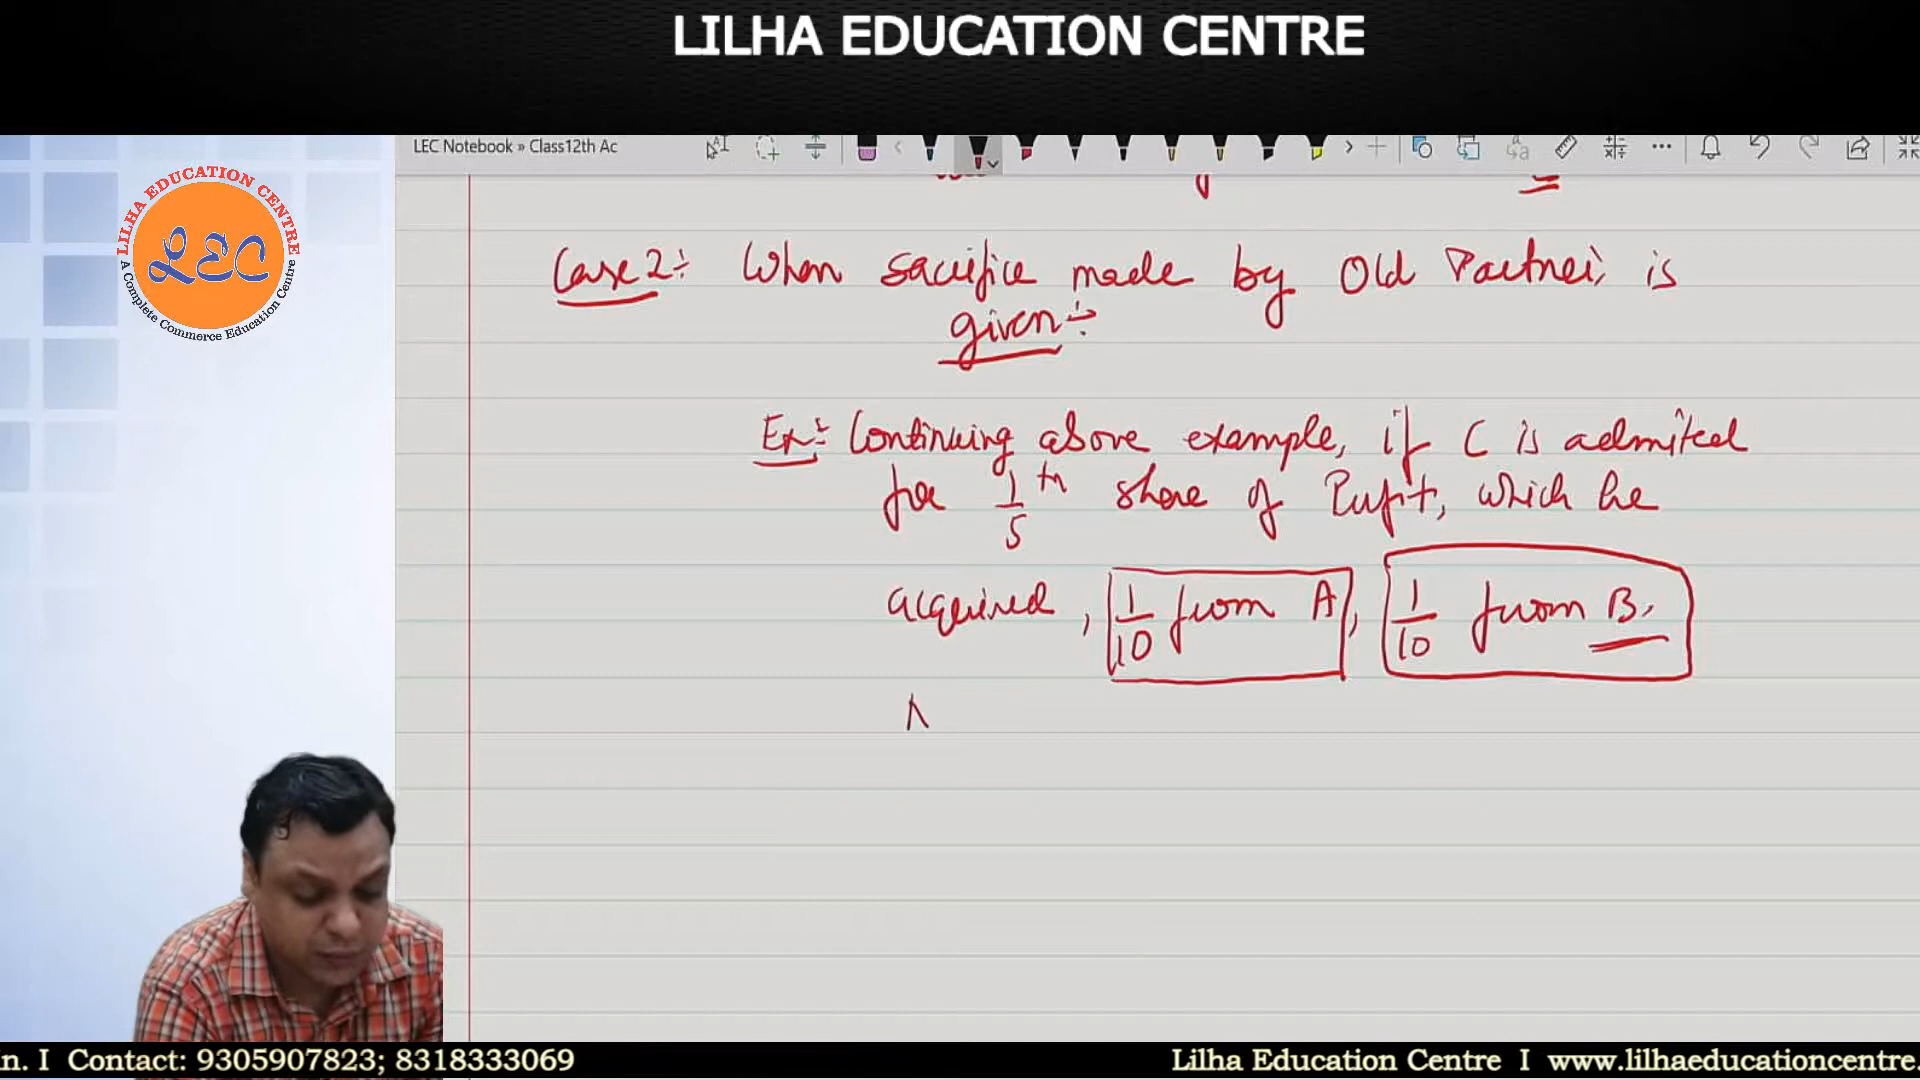 LILHA EDUCATION CENTRE
LEC Notebook » Class12th Ac
LILHA EDUCATION CENTRE
LEC
A Complete Commerce Education Centre
Case 2÷ When sacrifice made by Old Partner is
given÷
Ex÷ Continuing above example, if C is admitted
for 1/5 th share of Profit, which he
acquired, 1/10 from A, 1/10 from B.
n. I Contact: 9305907823; 8318333069
Lilha Education Centre I www.lilhaeducationcentre.